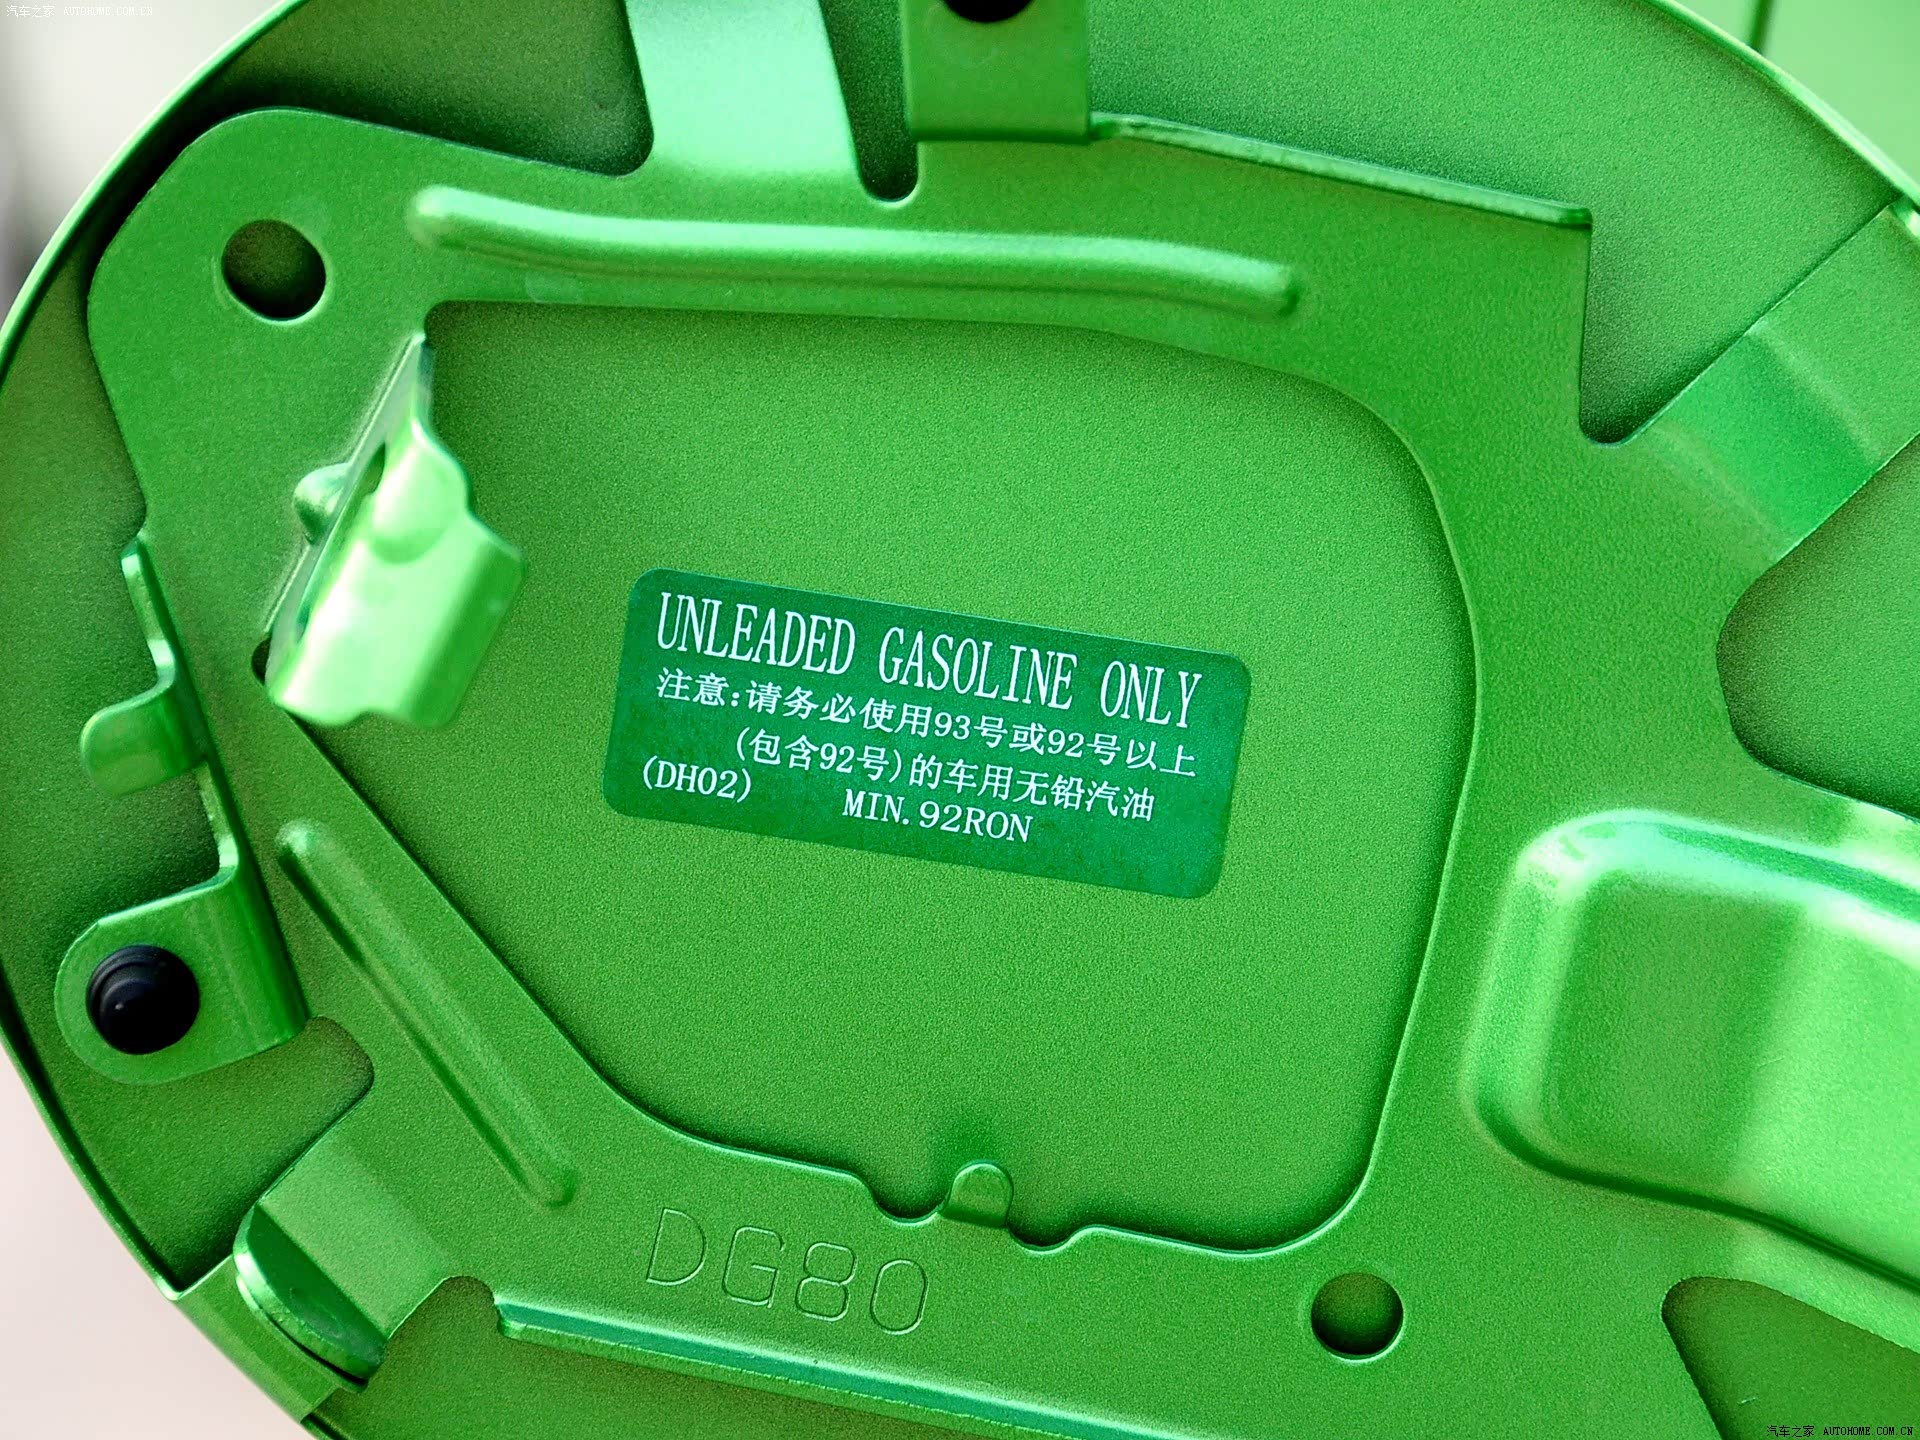 汽车之家 AUTOHOME.COM.CN
UNLEADED GASOLINE ONLY
注意:请务必使用93号或92号以上
(包含92号)的车用无铅汽油
(DH02) MIN.92RON
DG80
汽车之家 AUTOHOME.COM.CN